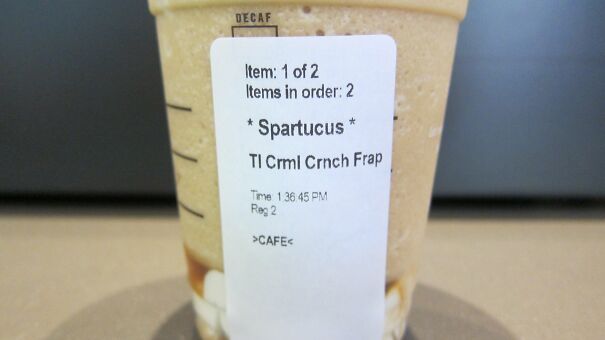 DECAF
Item: 1 of 2
Items in order: 2
* Spartucus *
Tl Crml Crnch Frap
Time: 1:36:45 PM
Reg 2
>CAFE<